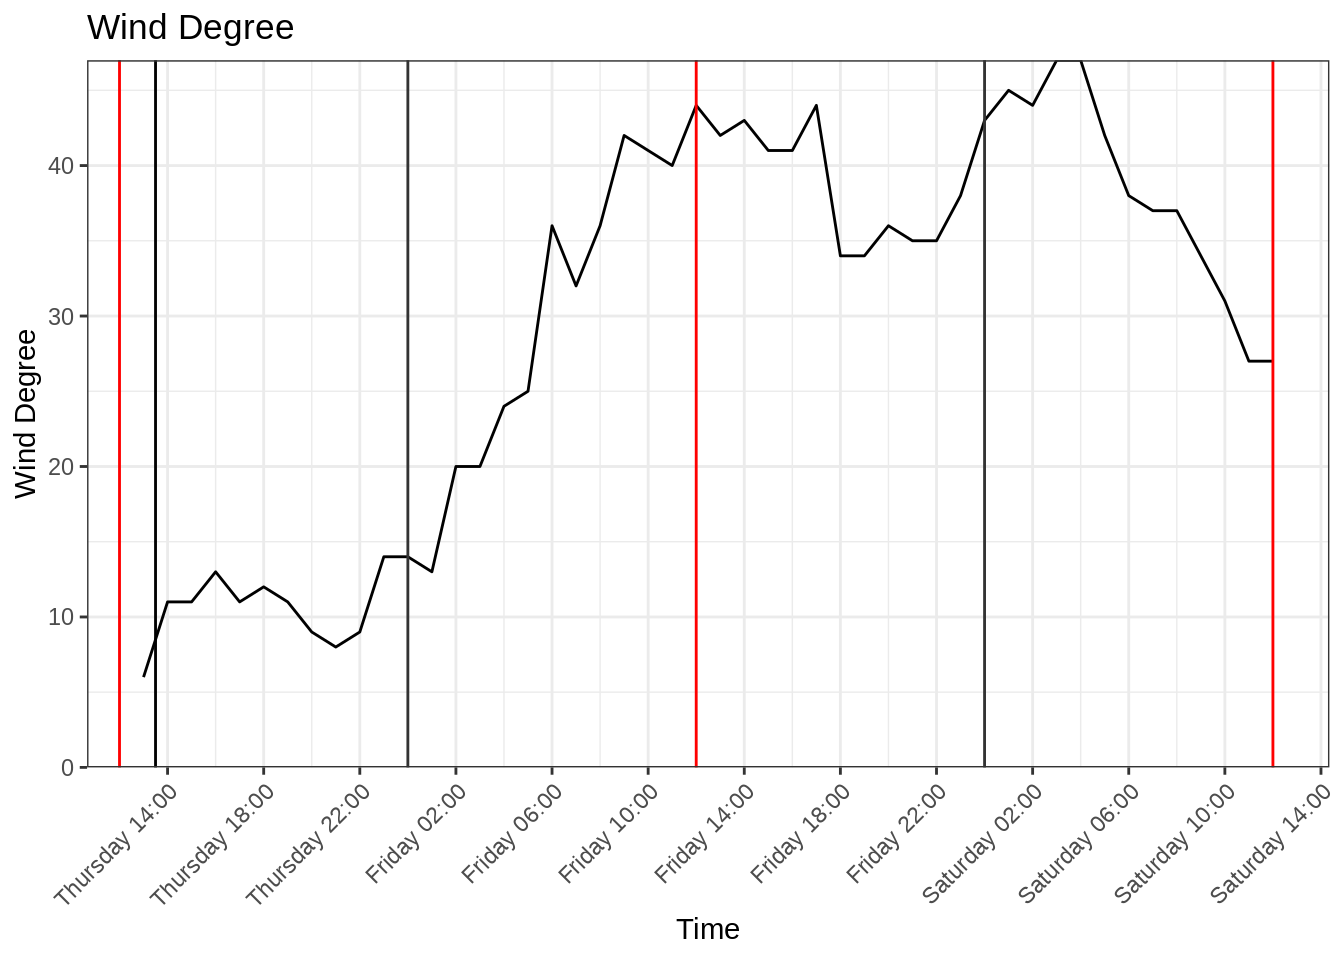 Wind Degree
Wind Degree
40
30
20
10
0
Thursday 14:00
Thursday 18:00
Thursday 22:00
Friday 02:00
Friday 06:00
Friday 10:00
Friday 14:00
Friday 18:00
Friday 22:00
Saturday 02:00
Saturday 06:00
Saturday 10:00
Saturday 14:00
Time